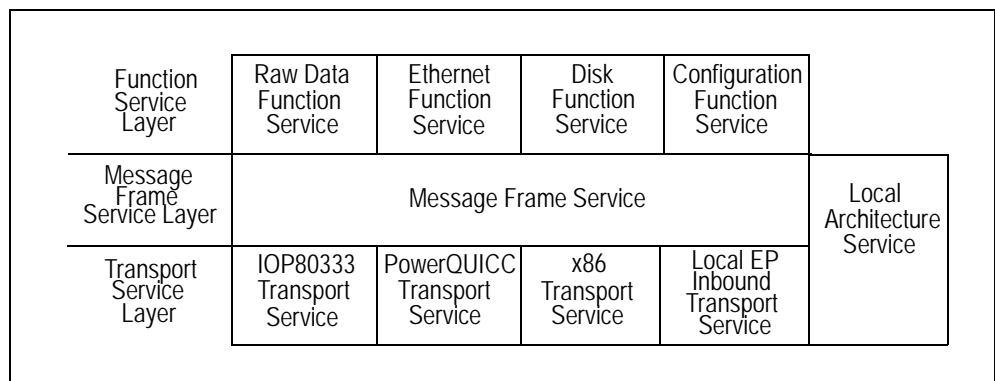 Function
Service
Layer
Raw Data
Function
Service
Ethernet
Function
Service
Disk
Function
Service
Configuration
Function
Service
Message
Frame
Service Layer
Message Frame Service
Local
Architecture
Service
Transport
Service
Layer
IOP80333
Transport
Service
PowerQUICC
Transport
Service
x86
Transport
Service
Local EP
Inbound
Transport
Service